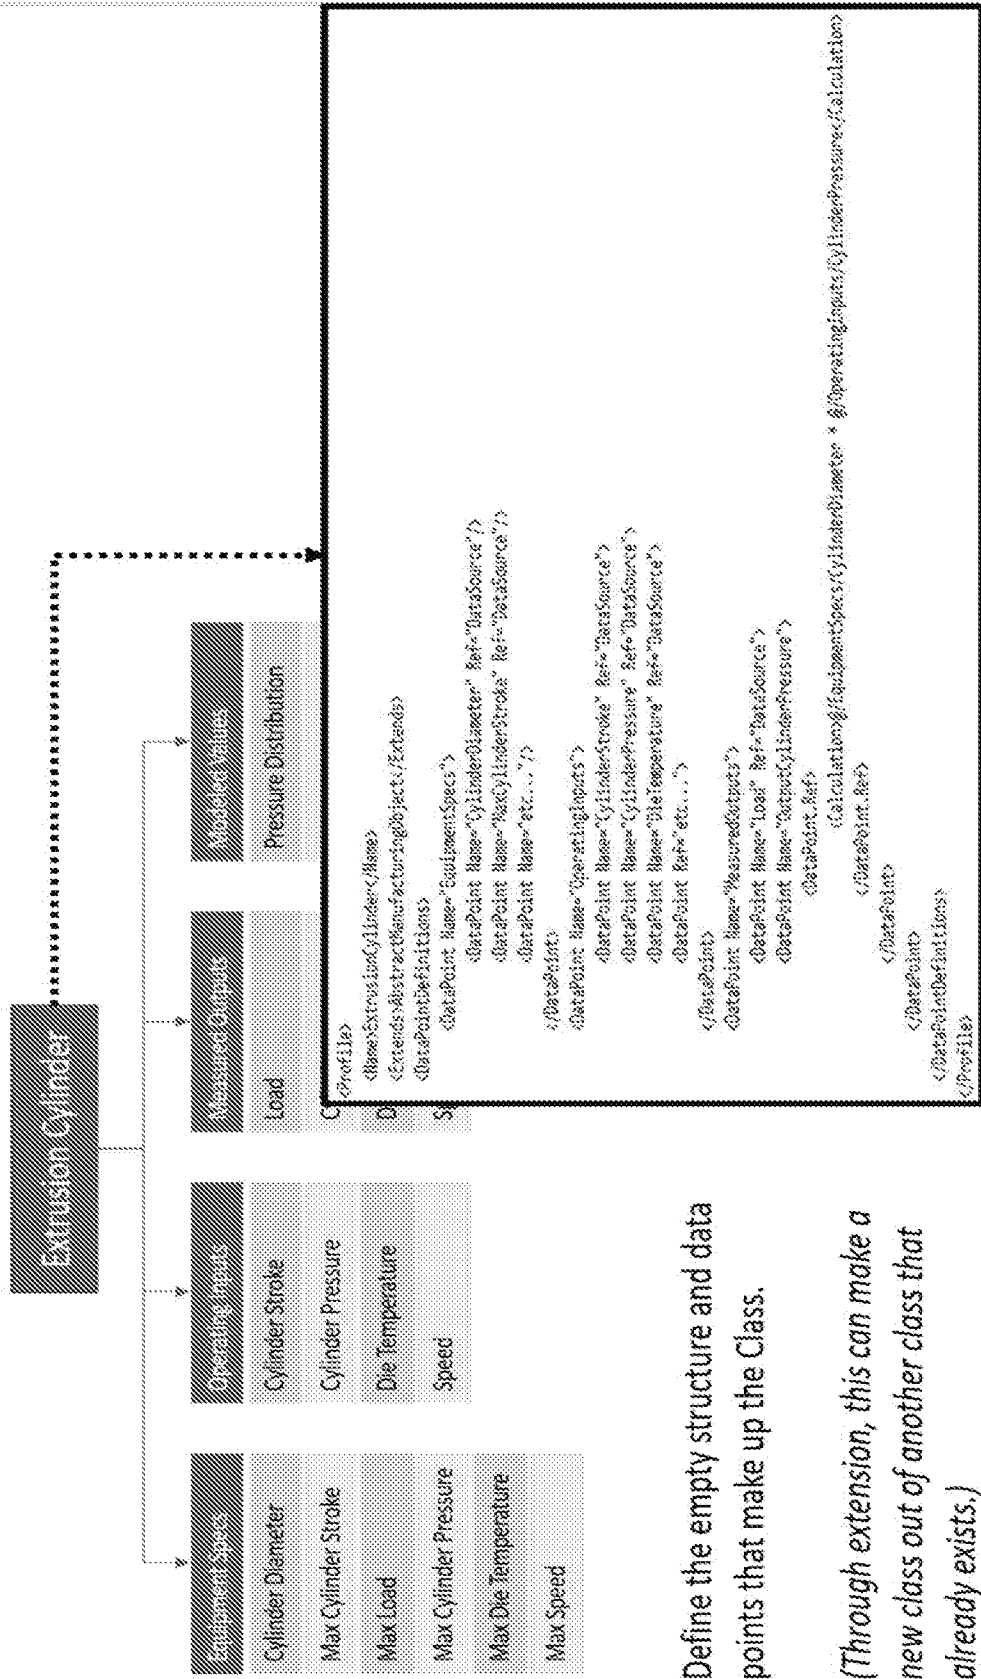 Extrusion Cylinder
Equipment Specs
Cylinder Diameter
Max Cylinder Stroke
Max Load
Max Cylinder Pressure
Max Die Temperature
Max Speed
Operating Inputs
Cylinder Stroke
Cylinder Pressure
Die Temperature
Speed
Measured Outputs
Load
C
D
S
Modeled Values
Pressure Distribution
<Profile>
<Name>ExtrusionCylinder</Name>
<Extends>AbstractManufacturingObject</Extends>
<DataPointDefinitions>
<DataPoint Name="EquipmentSpecs">
<DataPoint Name="CylinderDiameter" Ref="DataSource"/>
<DataPoint Name="MaxCylinderStroke" Ref="DataSource"/>
<DataPoint Name="etc..."/>
</DataPoint>
<DataPoint Name="OperatingInputs">
<DataPoint Name="CylinderStroke" Ref="DataSource">
<DataPoint Name="CylinderPressure" Ref="DataSource">
<DataPoint Name="DieTemperature" Ref="DataSource">
<DataPoint Ref="etc...">
</DataPoint>
<DataPoint Name="MeasuredOutputs">
<DataPoint Name="Load" Ref="DataSource">
<DataPoint Name="OutputCylinderPressure">
<DataPoint.Ref>
<Calculation>@/EquipmentSpecs/CylinderDiameter * @/OperatingInputs/CylinderPressure</Calculation>
</DataPoint.Ref>
</DataPoint>
</DataPoint>
</DataPointDefinitions>
</Profile>
Define the empty structure and data
points that make up the Class.
(Through extension, this can make a
new class out of another class that
already exists.)